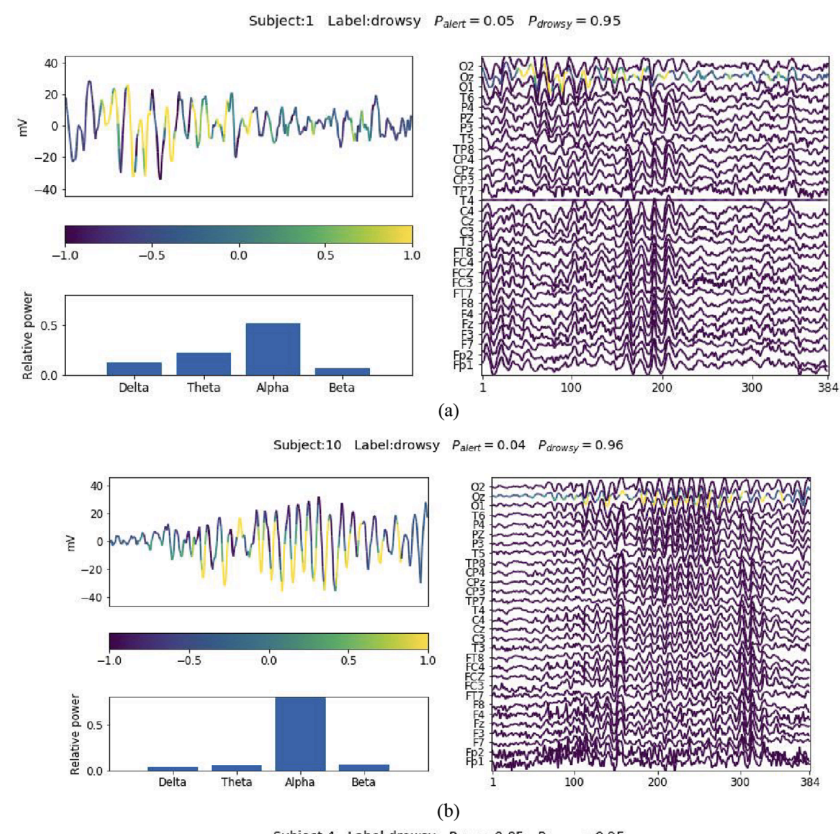 Subject:1 Label:drowsy P_alert = 0.05 P_drowsy = 0.95
40
20
0
−20
−40
mV
−1.0 −0.5 0.0 0.5 1.0
Relative power
0.5
0.0
Delta Theta Alpha Beta
O2
Oz
O1
T6
P4
PZ
P3
T5
TP8
CP4
CPz
CP3
TP7
T4
C4
Cz
C3
T3
FT8
FC4
FCZ
FC3
FT7
F8
F4
Fz
F3
F7
Fp2
Fp1
1 100 200 300 384
(a)
Subject:10 Label:drowsy P_alert = 0.04 P_drowsy = 0.96
40
20
0
−20
−40
mV
−1.0 −0.5 0.0 0.5 1.0
Relative power
0.5
0.0
Delta Theta Alpha Beta
O2
Oz
O1
T6
P4
PZ
P3
T5
TP8
CP4
CPz
CP3
TP7
T4
C4
Cz
C3
T3
FT8
FC4
FCZ
FC3
FT7
F8
F4
Fz
F3
F7
Fp2
Fp1
1 100 200 300 384
(b)